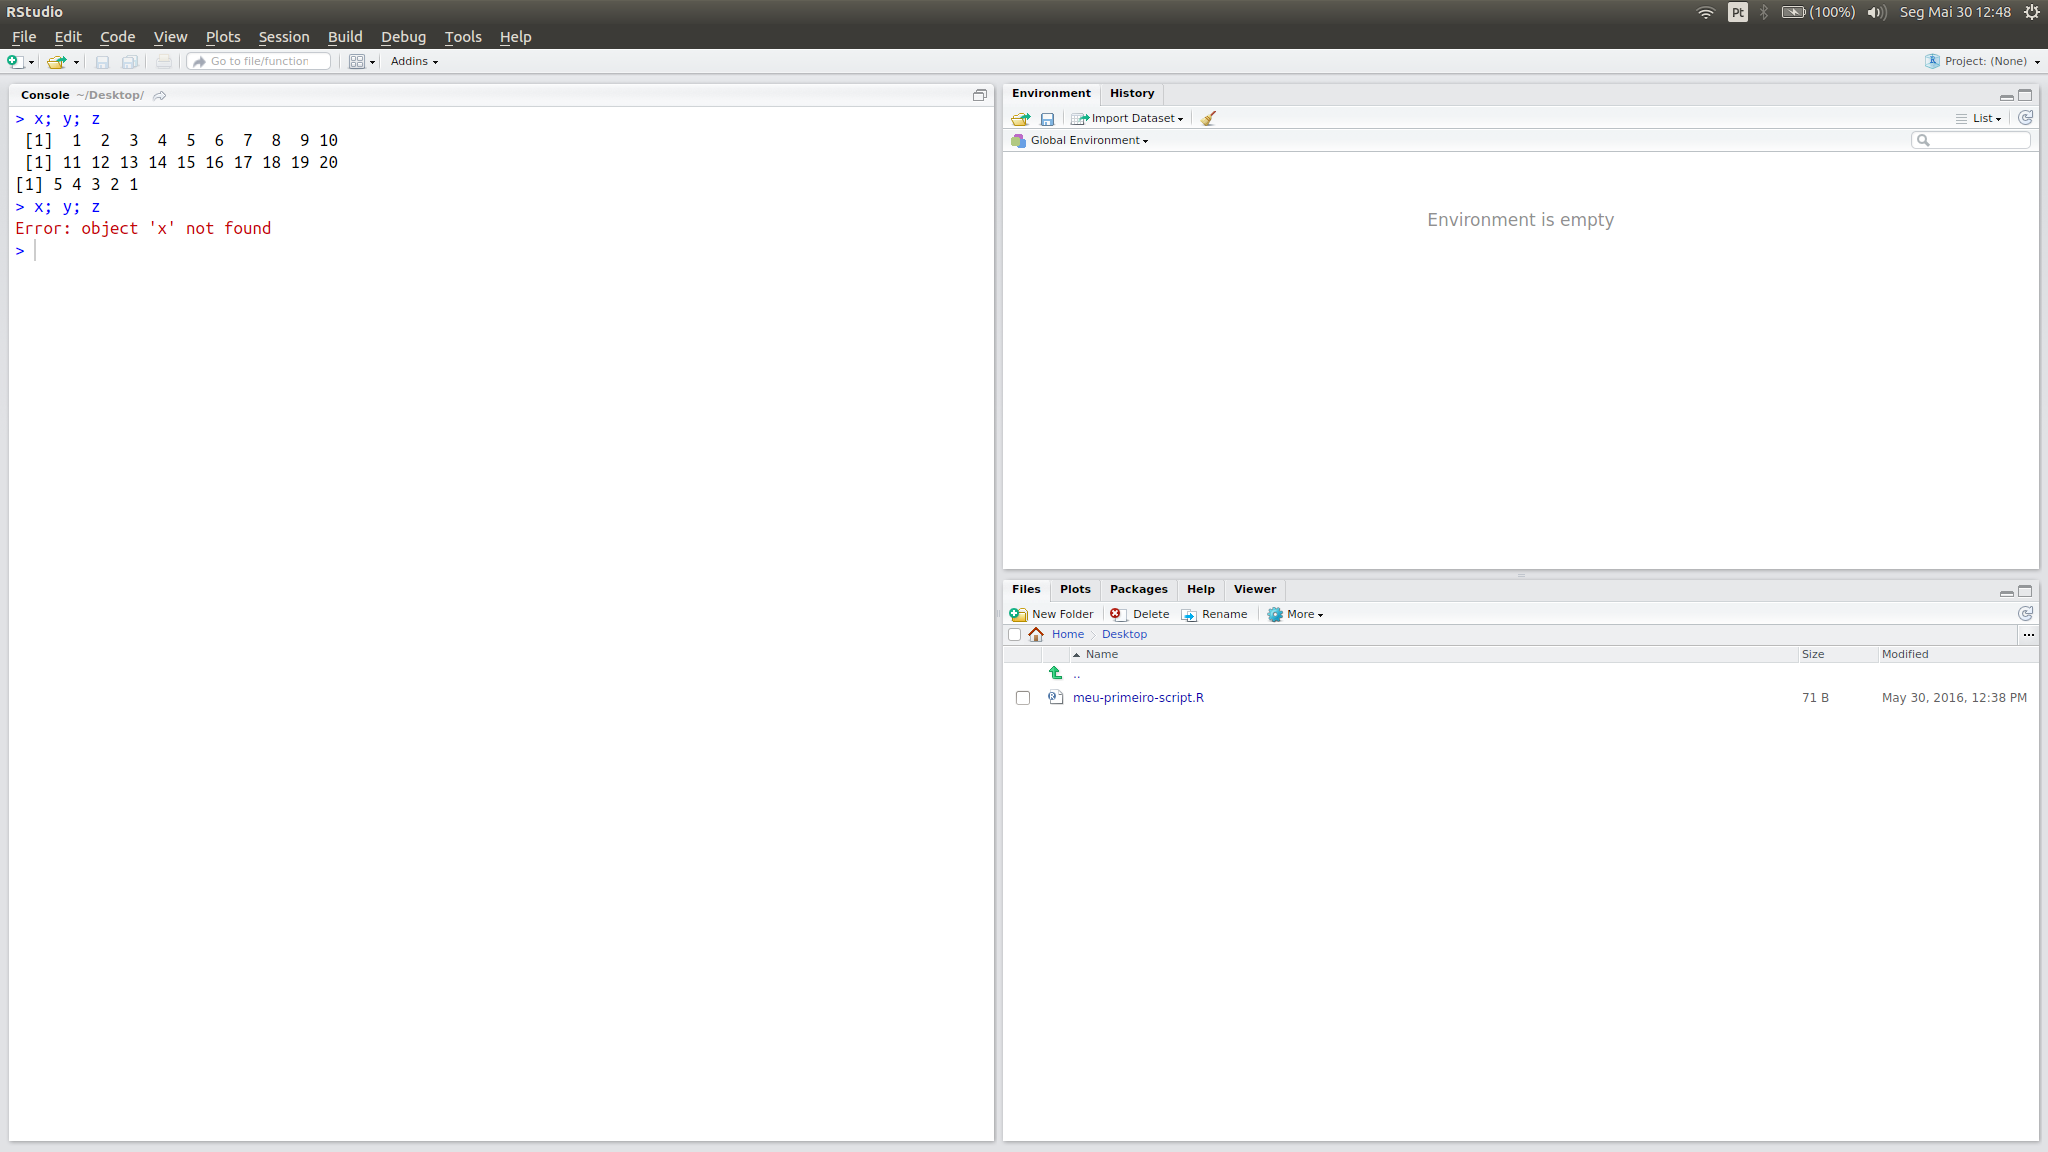 RStudio
Pt
(100%)
Seg Mai 30 12:48
File Edit Code View Plots Session Build Debug Tools Help
Go to file/function
Addins
Project: (None)
Console ~/Desktop/
> x; y; z
[1] 1 2 3 4 5 6 7 8 9 10
[1] 11 12 13 14 15 16 17 18 19 20
[1] 5 4 3 2 1
> x; y; z
Error: object 'x' not found
>
Environment History
Import Dataset
List
Global Environment
Environment is empty
Files Plots Packages Help Viewer
New Folder Delete Rename More
Home Desktop
...
Name Size Modified
..
meu-primeiro-script.R 71 B May 30, 2016, 12:38 PM